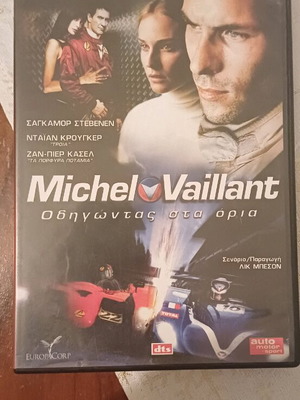 ΣΑΓΚΑΜΟΡ ΣΤΕΒΕΝΕΝ
ΝΤΑΪΑΝ ΚΡΟΥΓΚΕΡ
"ΤΡΟΙΑ"
ΖΑΝ-ΠΙΕΡ ΚΑΣΕΛ
"ΤΑ ΠΟΡΦΥΡΑ ΠΟΤΑΜΙΑ"
Michel Vaillant
Οδηγώντας στα όρια
Σενάριο/Παραγωγή
ΛΙΚ ΜΠΕΣΟΝ
EUROPACORP
dts
auto
motor
sport